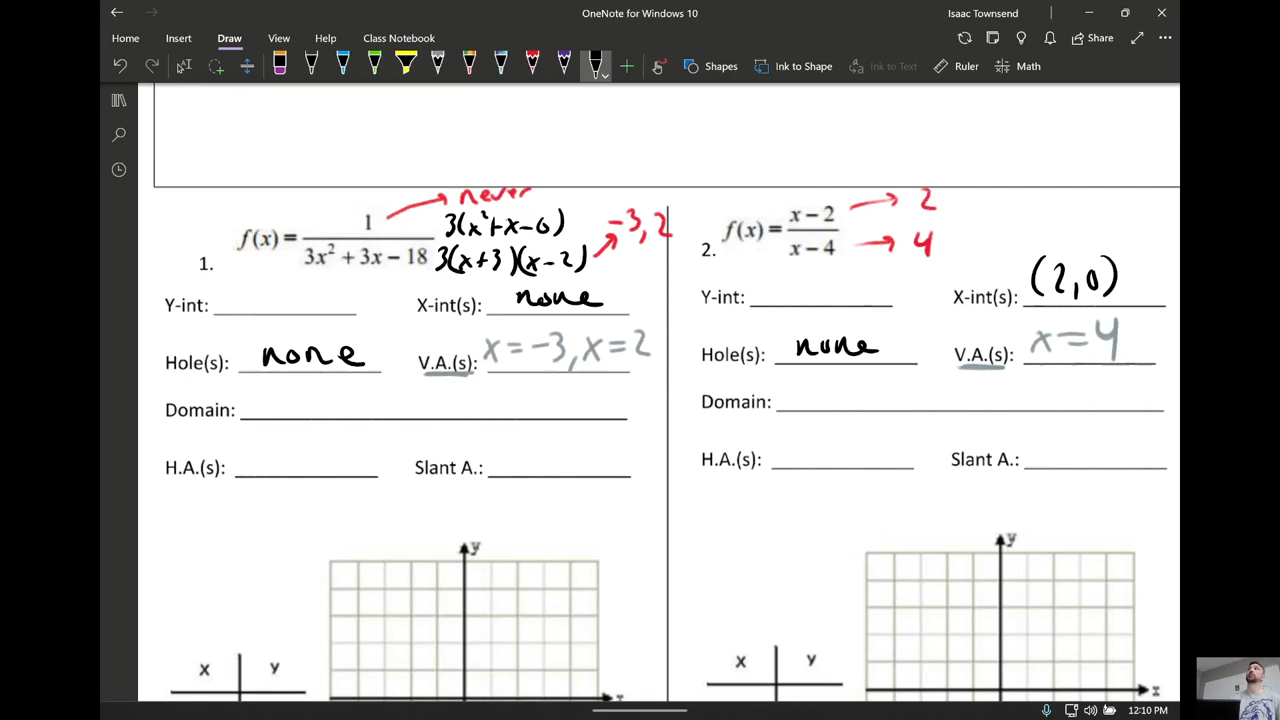 OneNote for Windows 10
Isaac Townsend
Home Insert Draw View Help Class Notebook
Share
Shapes Ink to Shape Ink to Text Ruler Math
never
1. f(x) = 1 / (3x² + 3x − 18)
3(x²+x−6)
3(x+3)(x−2)
−3, 2
Y-int: X-int(s): none
Hole(s): none V.A.(s): x = −3, x = 2
Domain:
H.A.(s): Slant A.:
y
x y
x
2. f(x) = (x − 2) / (x − 4)
2
4
Y-int: X-int(s): (2,0)
Hole(s): none V.A.(s): x = 4
Domain:
H.A.(s): Slant A.:
y
x y
x
12:10 PM